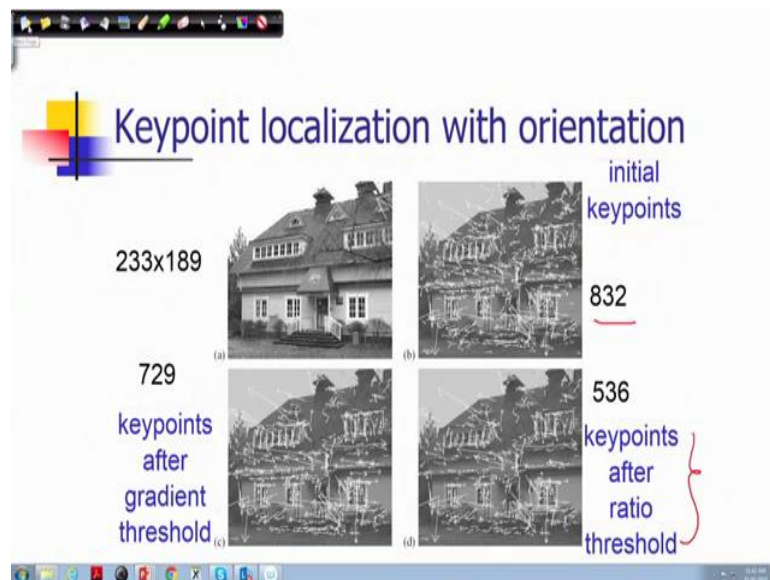 Keypoint localization with orientation
233x189
(a)
(b)
initial
keypoints
832
729
keypoints
after
gradient
threshold
(c)
(d)
536
keypoints
after
ratio
threshold